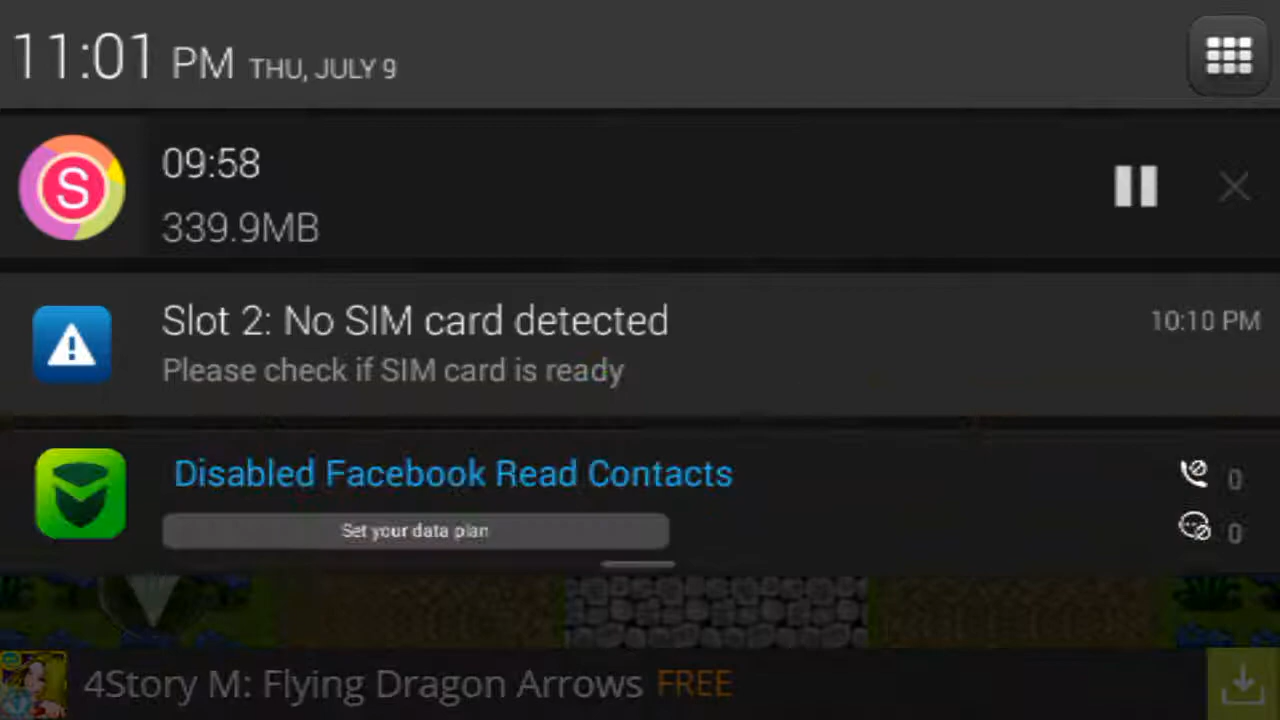 11:01 PM THU, JULY 9
S
09:58
339.9MB
Slot 2: No SIM card detected
10:10 PM
Please check if SIM card is ready
Disabled Facebook Read Contacts
0
Set your data plan
0
4Story M: Flying Dragon Arrows FREE